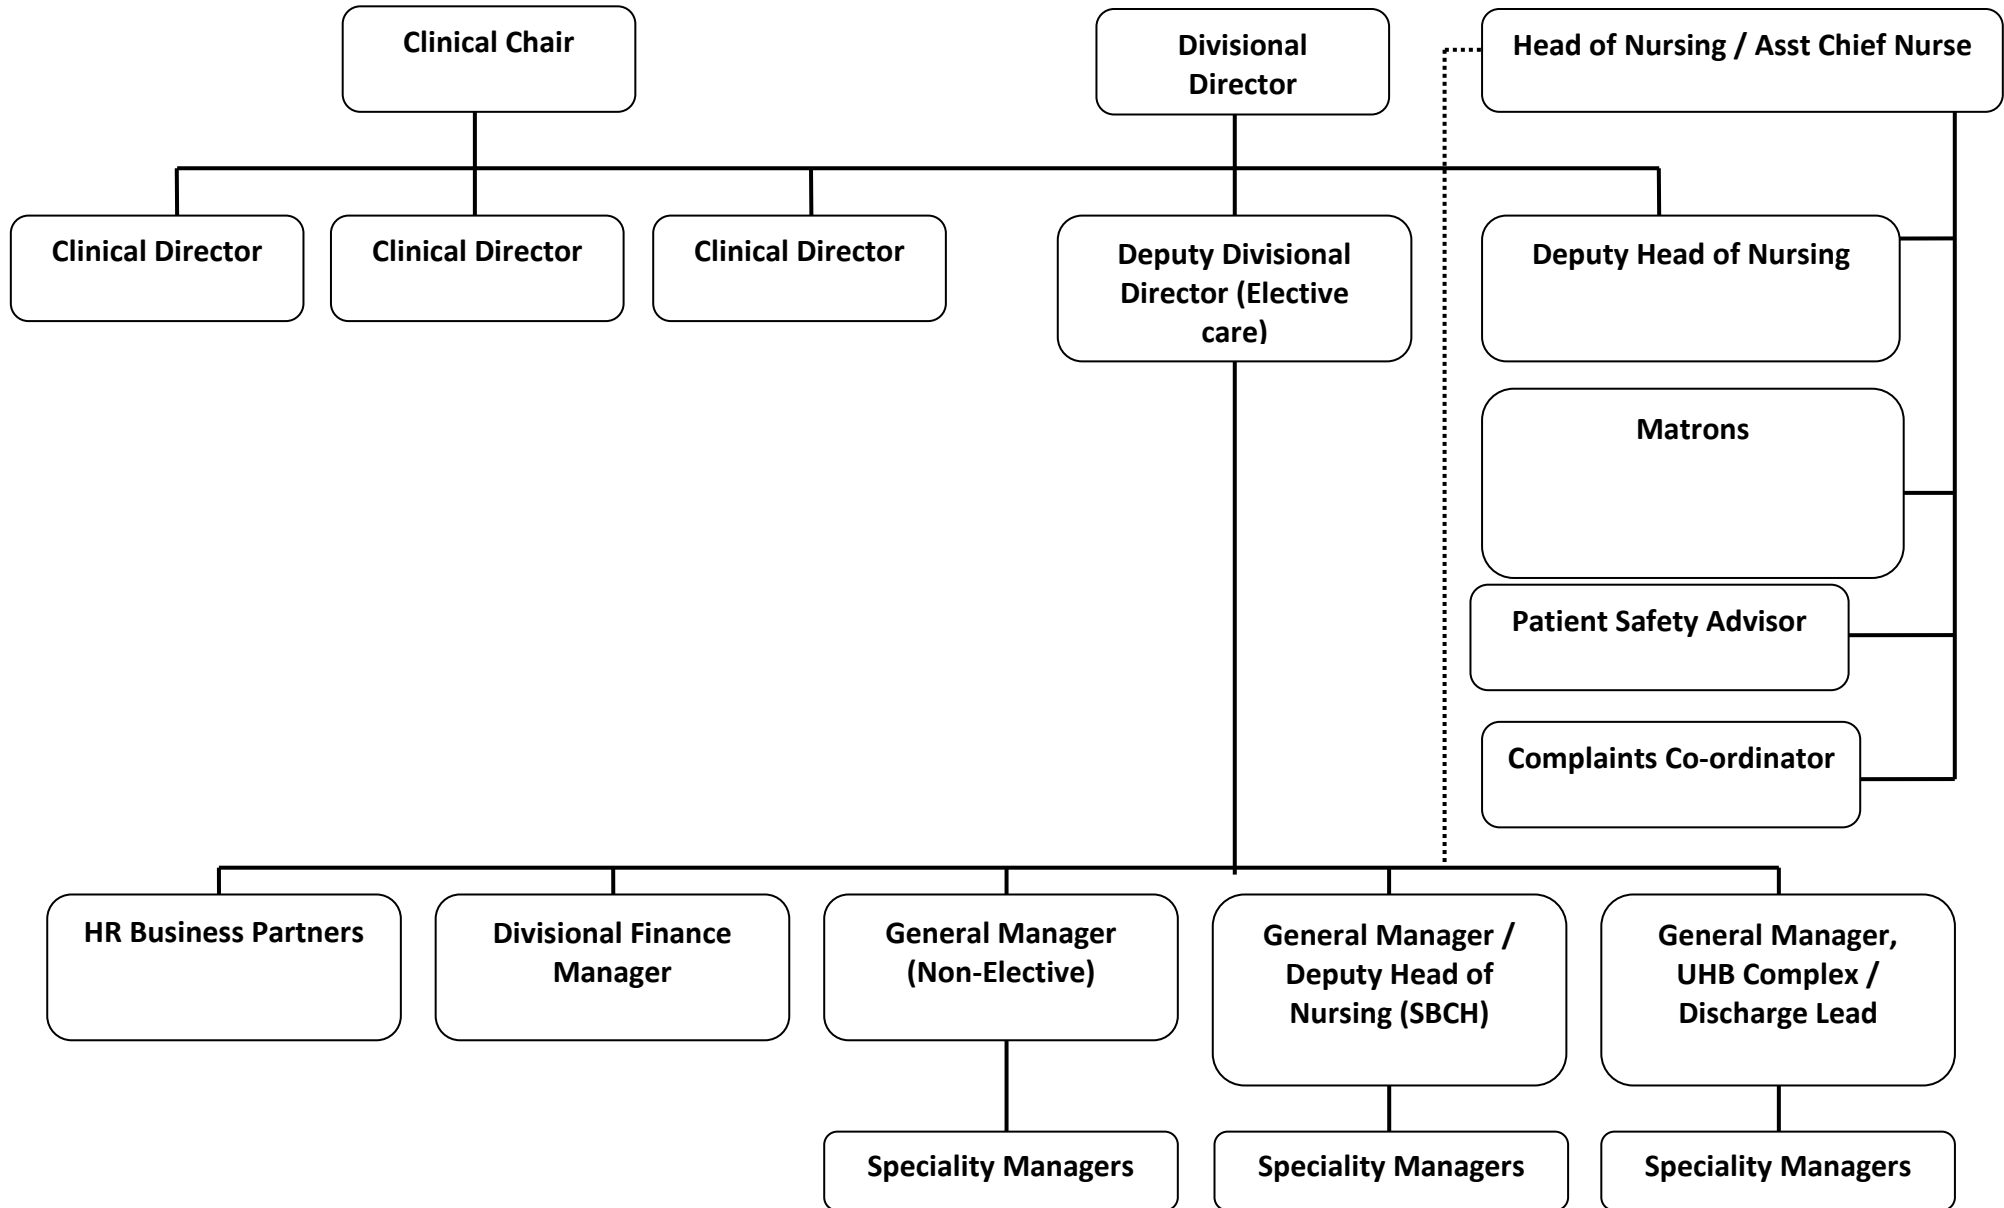 Clinical Chair
Divisional
Director
Head of Nursing / Asst Chief Nurse
Clinical Director
Clinical Director
Clinical Director
Deputy Divisional
Director (Elective
care)
Deputy Head of Nursing
Matrons
Patient Safety Advisor
Complaints Co-ordinator
HR Business Partners
Divisional Finance
Manager
General Manager
(Non-Elective)
General Manager /
Deputy Head of
Nursing (SBCH)
General Manager,
UHB Complex /
Discharge Lead
Speciality Managers
Speciality Managers
Speciality Managers